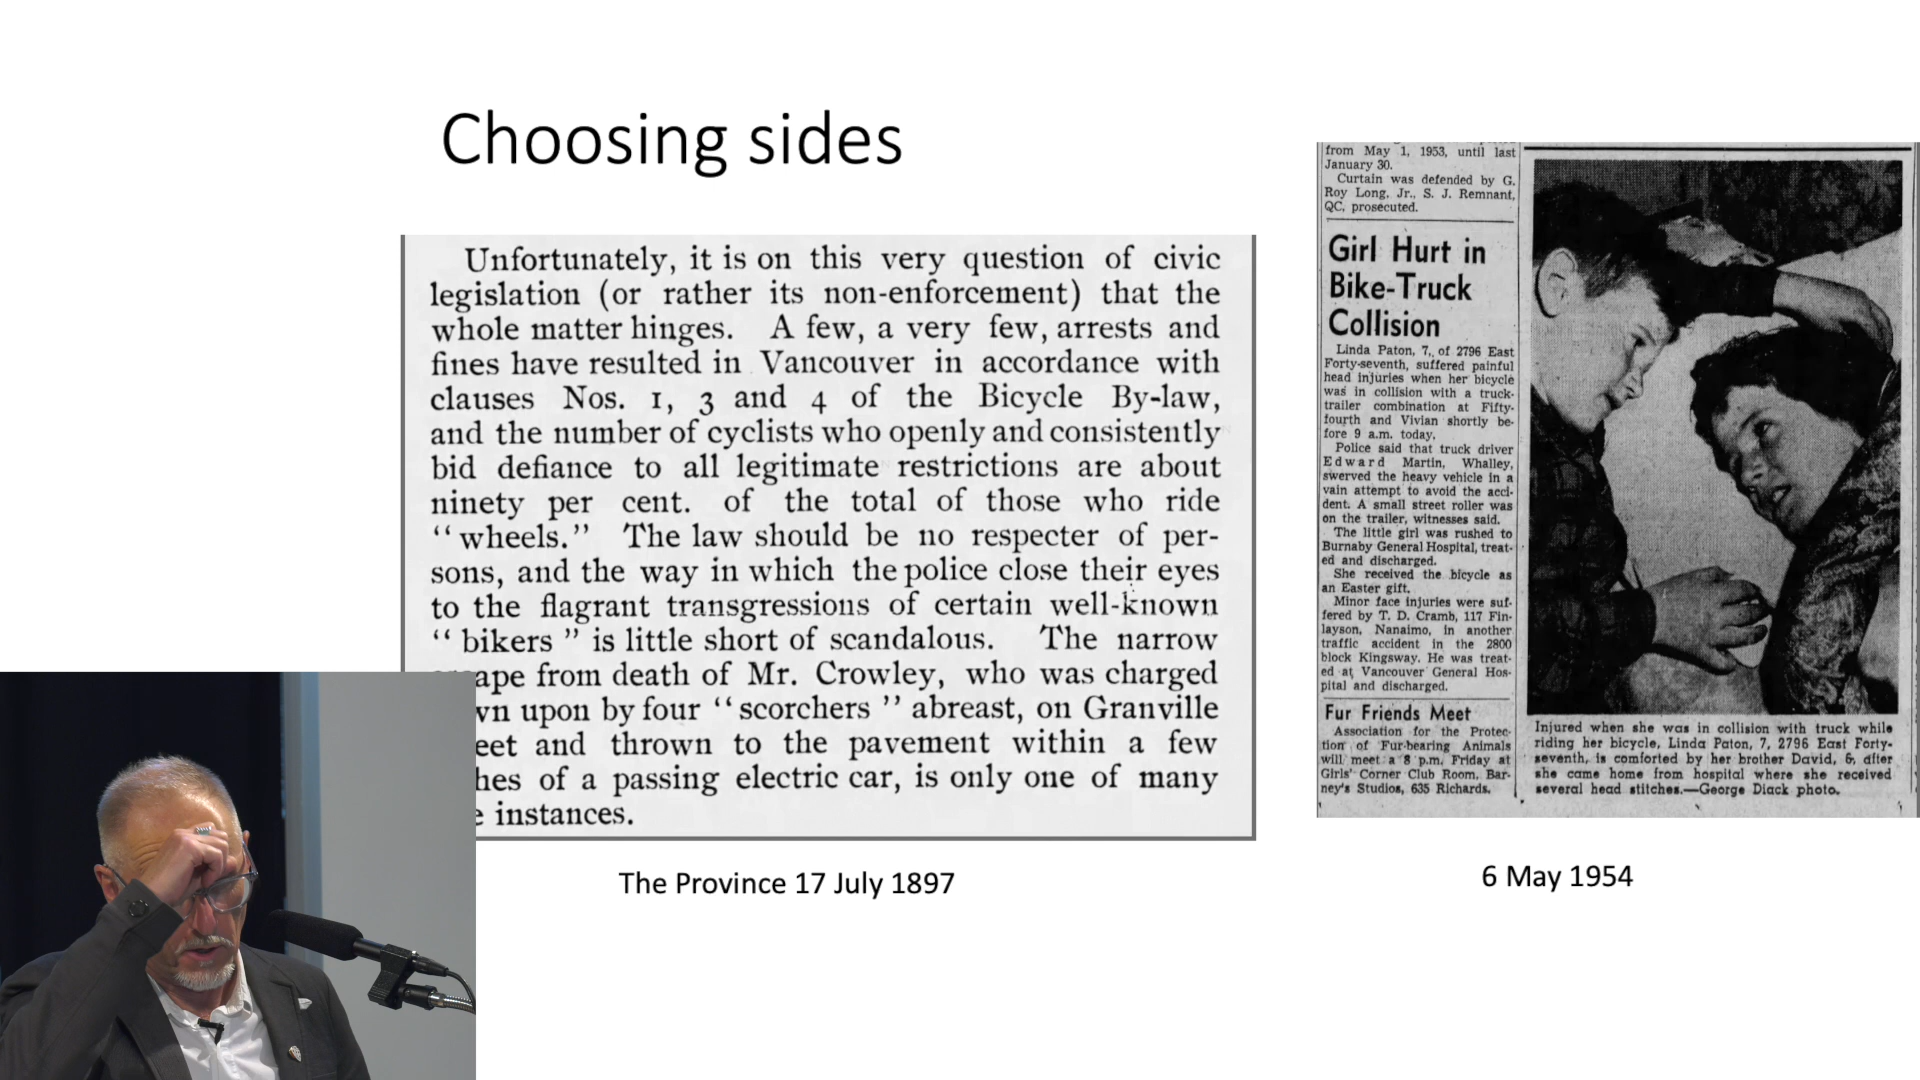 Choosing sides
Unfortunately, it is on this very question of civic
legislation (or rather its non-enforcement) that the
whole matter hinges. A few, a very few, arrests and
fines have resulted in Vancouver in accordance with
clauses Nos. 1, 3 and 4 of the Bicycle By-law,
and the number of cyclists who openly and consistently
bid defiance to all legitimate restrictions are about
ninety per cent. of the total of those who ride
“wheels.” The law should be no respecter of per-
sons, and the way in which the police close their eyes
to the flagrant transgressions of certain well-known
“bikers” is little short of scandalous. The narrow
ape from death of Mr. Crowley, who was charged
wn upon by four “scorchers” abreast, on Granville
eet and thrown to the pavement within a few
hes of a passing electric car, is only one of many
e instances.
The Province 17 July 1897
from May 1, 1953, until last
January 30.
Curtain was defended by G.
Roy Long, Jr., S. J. Remnant,
QC, prosecuted.
Girl Hurt in
Bike-Truck
Collision
Linda Paton, 7, of 2796 East
Forty-seventh, suffered painful
head injuries when her bicycle
was in collision with a truck-
trailer combination at Fifty-
fourth and Vivian shortly be-
fore 9 a.m. today.
Police said that truck driver
Edward Martin, Whalley,
swerved the heavy vehicle in a
vain attempt to avoid the acci-
dent. A small street roller was
on the trailer, witnesses said.
The little girl was rushed to
Burnaby General Hospital, treat-
ed and discharged.
She received the bicycle as
an Easter gift.
Minor face injuries were suf-
fered by T. D. Cramb, 117 Fin-
layson, Nanaimo, in another
traffic accident in the 2800
block Kingsway. He was treat-
ed at Vancouver General Hos-
pital and discharged.
Fur Friends Meet
Association for the Protec-
tion of Fur-bearing Animals
will meet a 8 p.m. Friday at
Girls' Corner Club Room, Bar-
ney's Studios, 635 Richards.
Injured when she was in collision with truck while
riding her bicycle, Linda Paton, 7, 2796 East Forty-
seventh, is comforted by her brother David, 6, after
she came home from hospital where she received
several head stitches.—George Diack photo.
6 May 1954